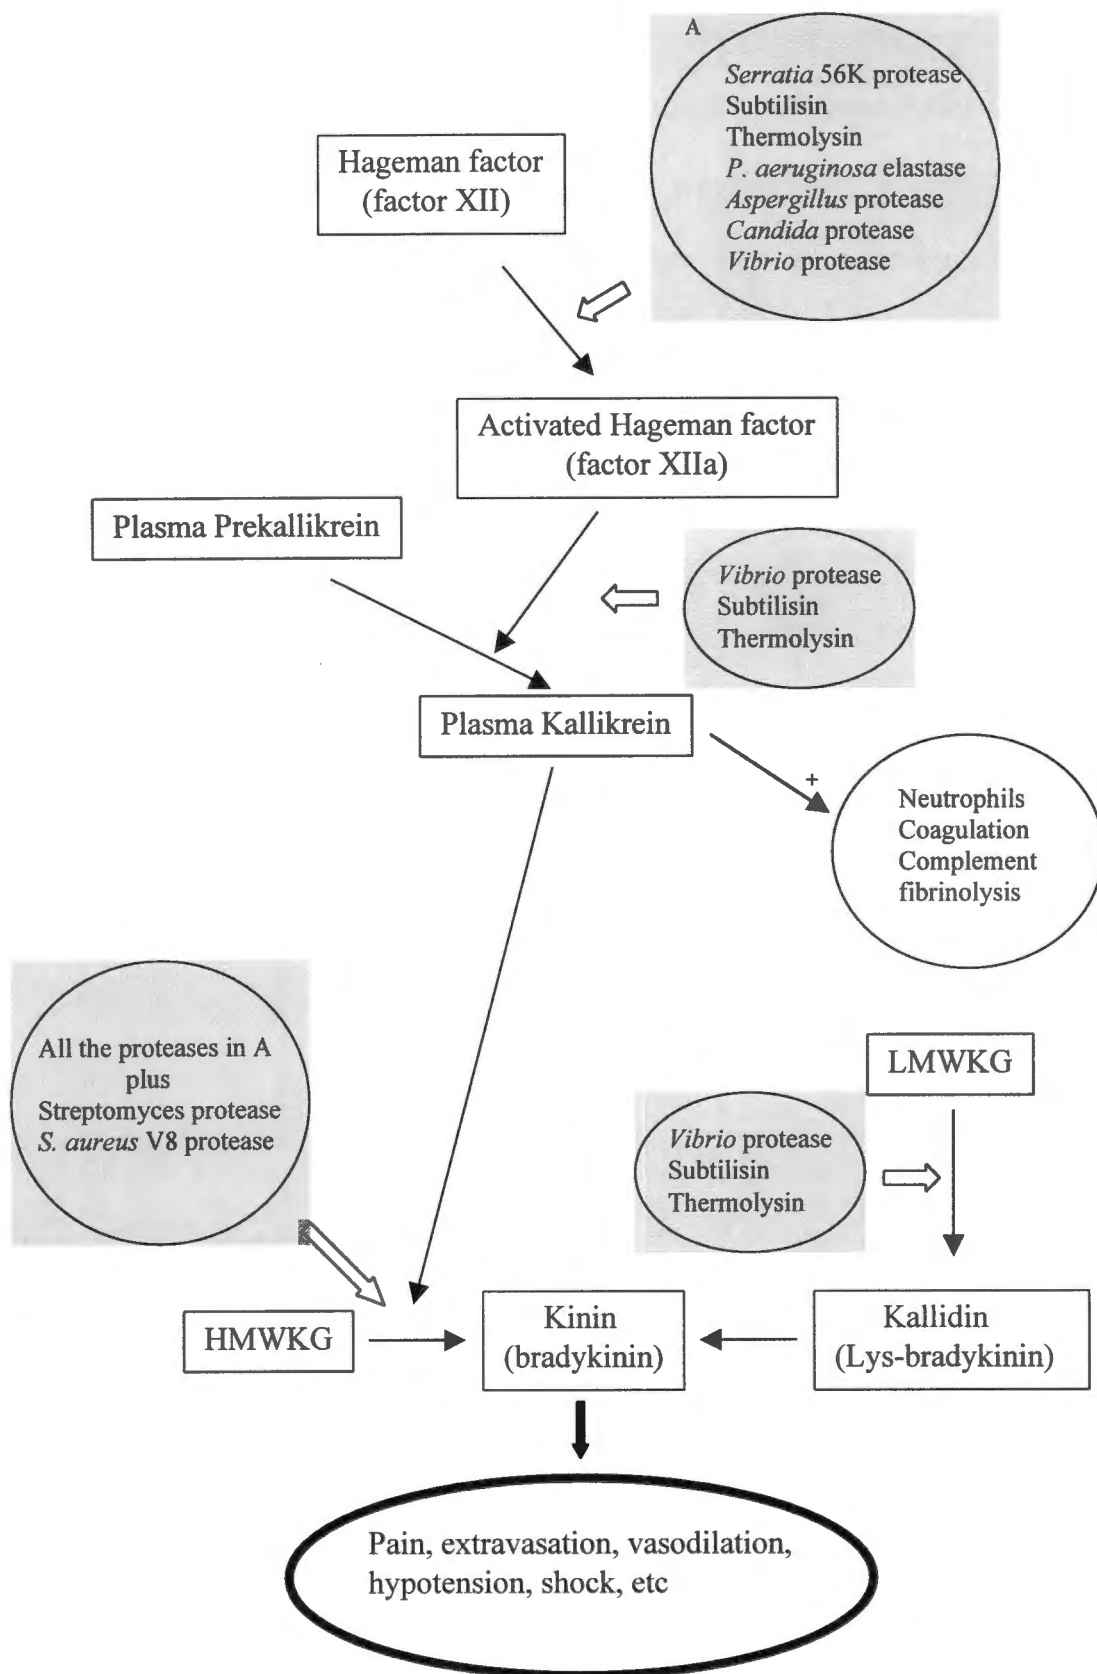 A
Serratia 56K protease
Subtilisin
Thermolysin
P. aeruginosa elastase
Aspergillus protease
Candida protease
Vibrio protease
Hageman factor
(factor XII)
Activated Hageman factor
(factor XIIa)
Plasma Prekallikrein
Vibrio protease
Subtilisin
Thermolysin
Plasma Kallikrein
+
Neutrophils
Coagulation
Complement
fibrinolysis
All the proteases in A
plus
Streptomyces protease
S. aureus V8 protease
LMWKG
Vibrio protease
Subtilisin
Thermolysin
HMWKG
Kinin
(bradykinin)
Kallidin
(Lys-bradykinin)
Pain, extravasation, vasodilation,
hypotension, shock, etc